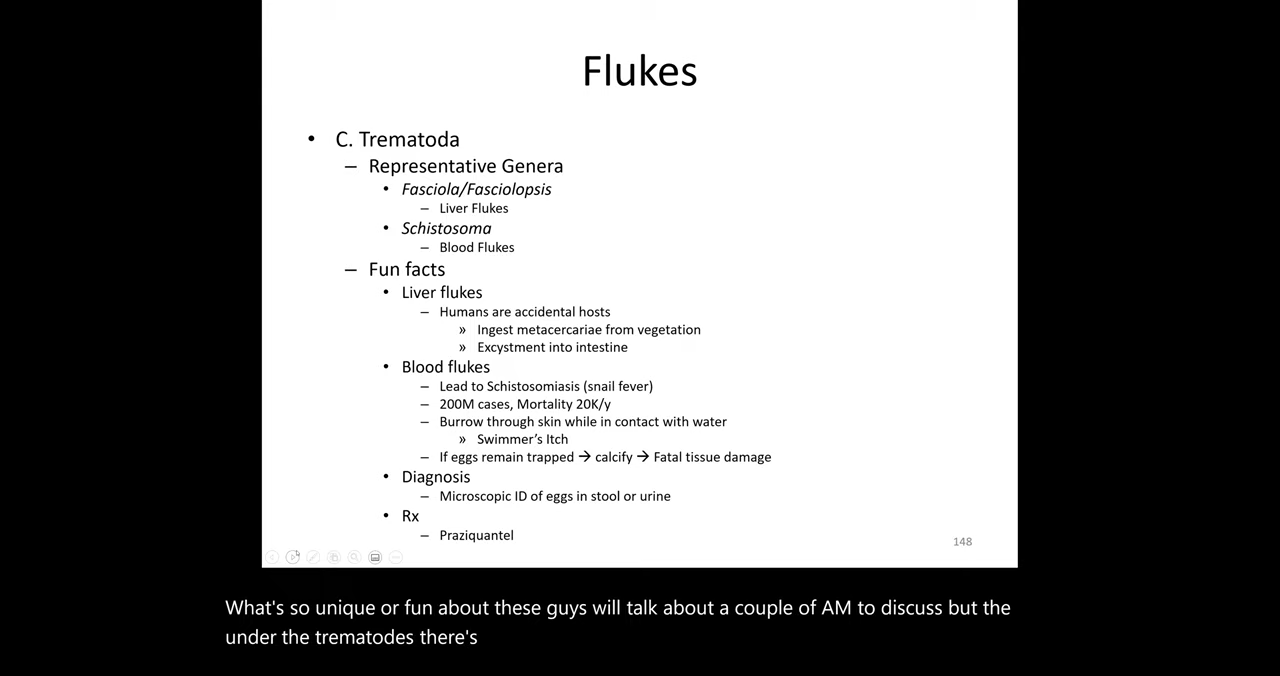 Flukes
• C. Trematoda
– Representative Genera
• Fasciola/Fasciolopsis
– Liver Flukes
• Schistosoma
– Blood Flukes
– Fun facts
• Liver flukes
– Humans are accidental hosts
» Ingest metacercariae from vegetation
» Excystment into intestine
• Blood flukes
– Lead to Schistosomiasis (snail fever)
– 200M cases, Mortality 20K/y
– Burrow through skin while in contact with water
» Swimmer's Itch
– If eggs remain trapped → calcify → Fatal tissue damage
• Diagnosis
– Microscopic ID of eggs in stool or urine
• Rx
– Praziquantel
148
What's so unique or fun about these guys will talk about a couple of AM to discuss but the
under the trematodes there's